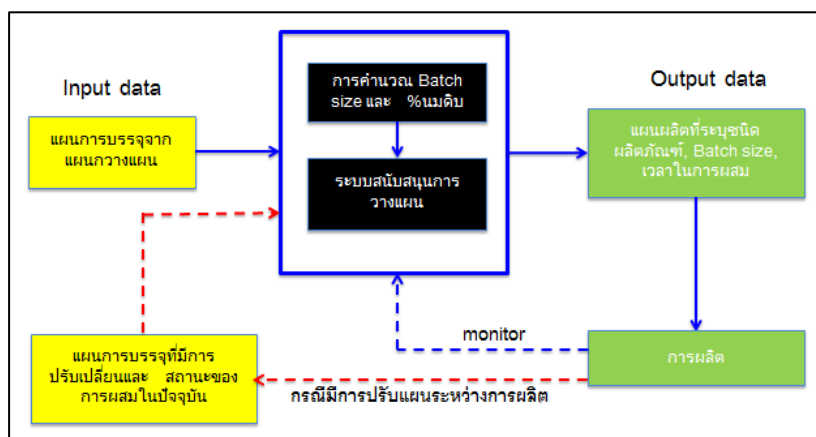 Input data
Output data
การคำนวณ Batch
size และ %นมดิบ
แผนการบรรจุจาก
แผนกวางแผน
ระบบสนับสนุนการ
วางแผน
แผนผลิตที่ระบุชนิด
ผลิตภัณฑ์, Batch size,
เวลาในการผสม
monitor
การผลิต
แผนการบรรจุที่มีการ
ปรับเปลี่ยนและ สถานะของ
การผสมในปัจจุบัน
กรณีมีการปรับแผนระหว่างการผลิต